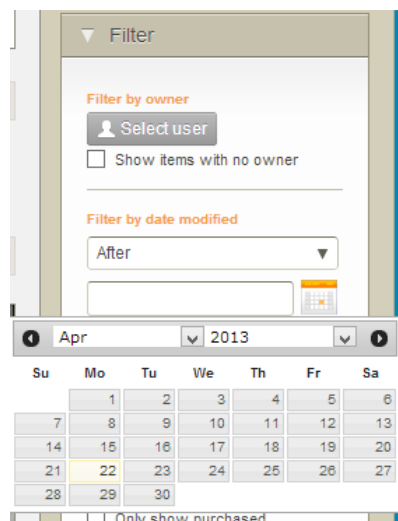 Filter
Filter by owner
Select user
Show items with no owner
Filter by date modified
After
Apr 2013
Su Mo Tu We Th Fr Sa
1 2 3 4 5 6
7 8 9 10 11 12 13
14 15 16 17 18 19 20
21 22 23 24 25 26 27
28 29 30
Only show purchased